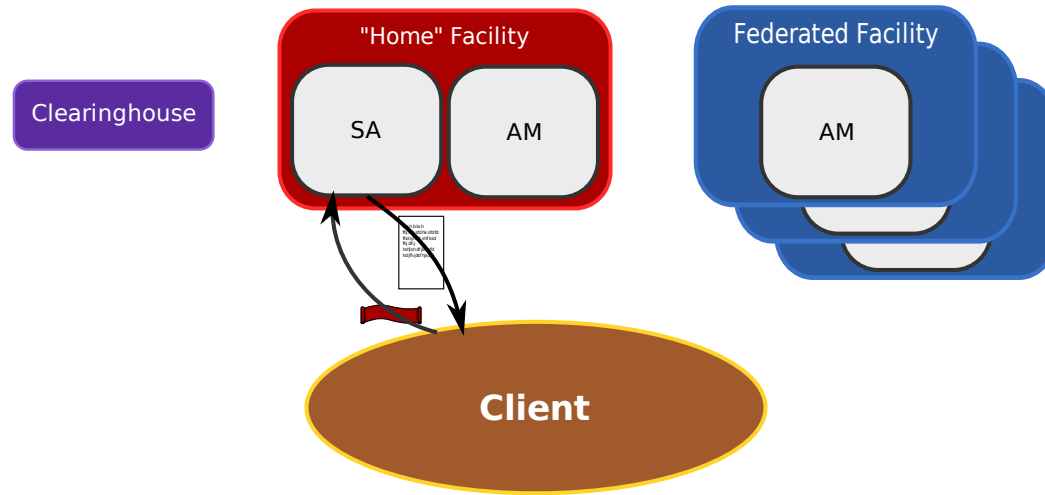 "Home" Facility
Federated Facility
Clearinghouse
SA
AM
AM
Client